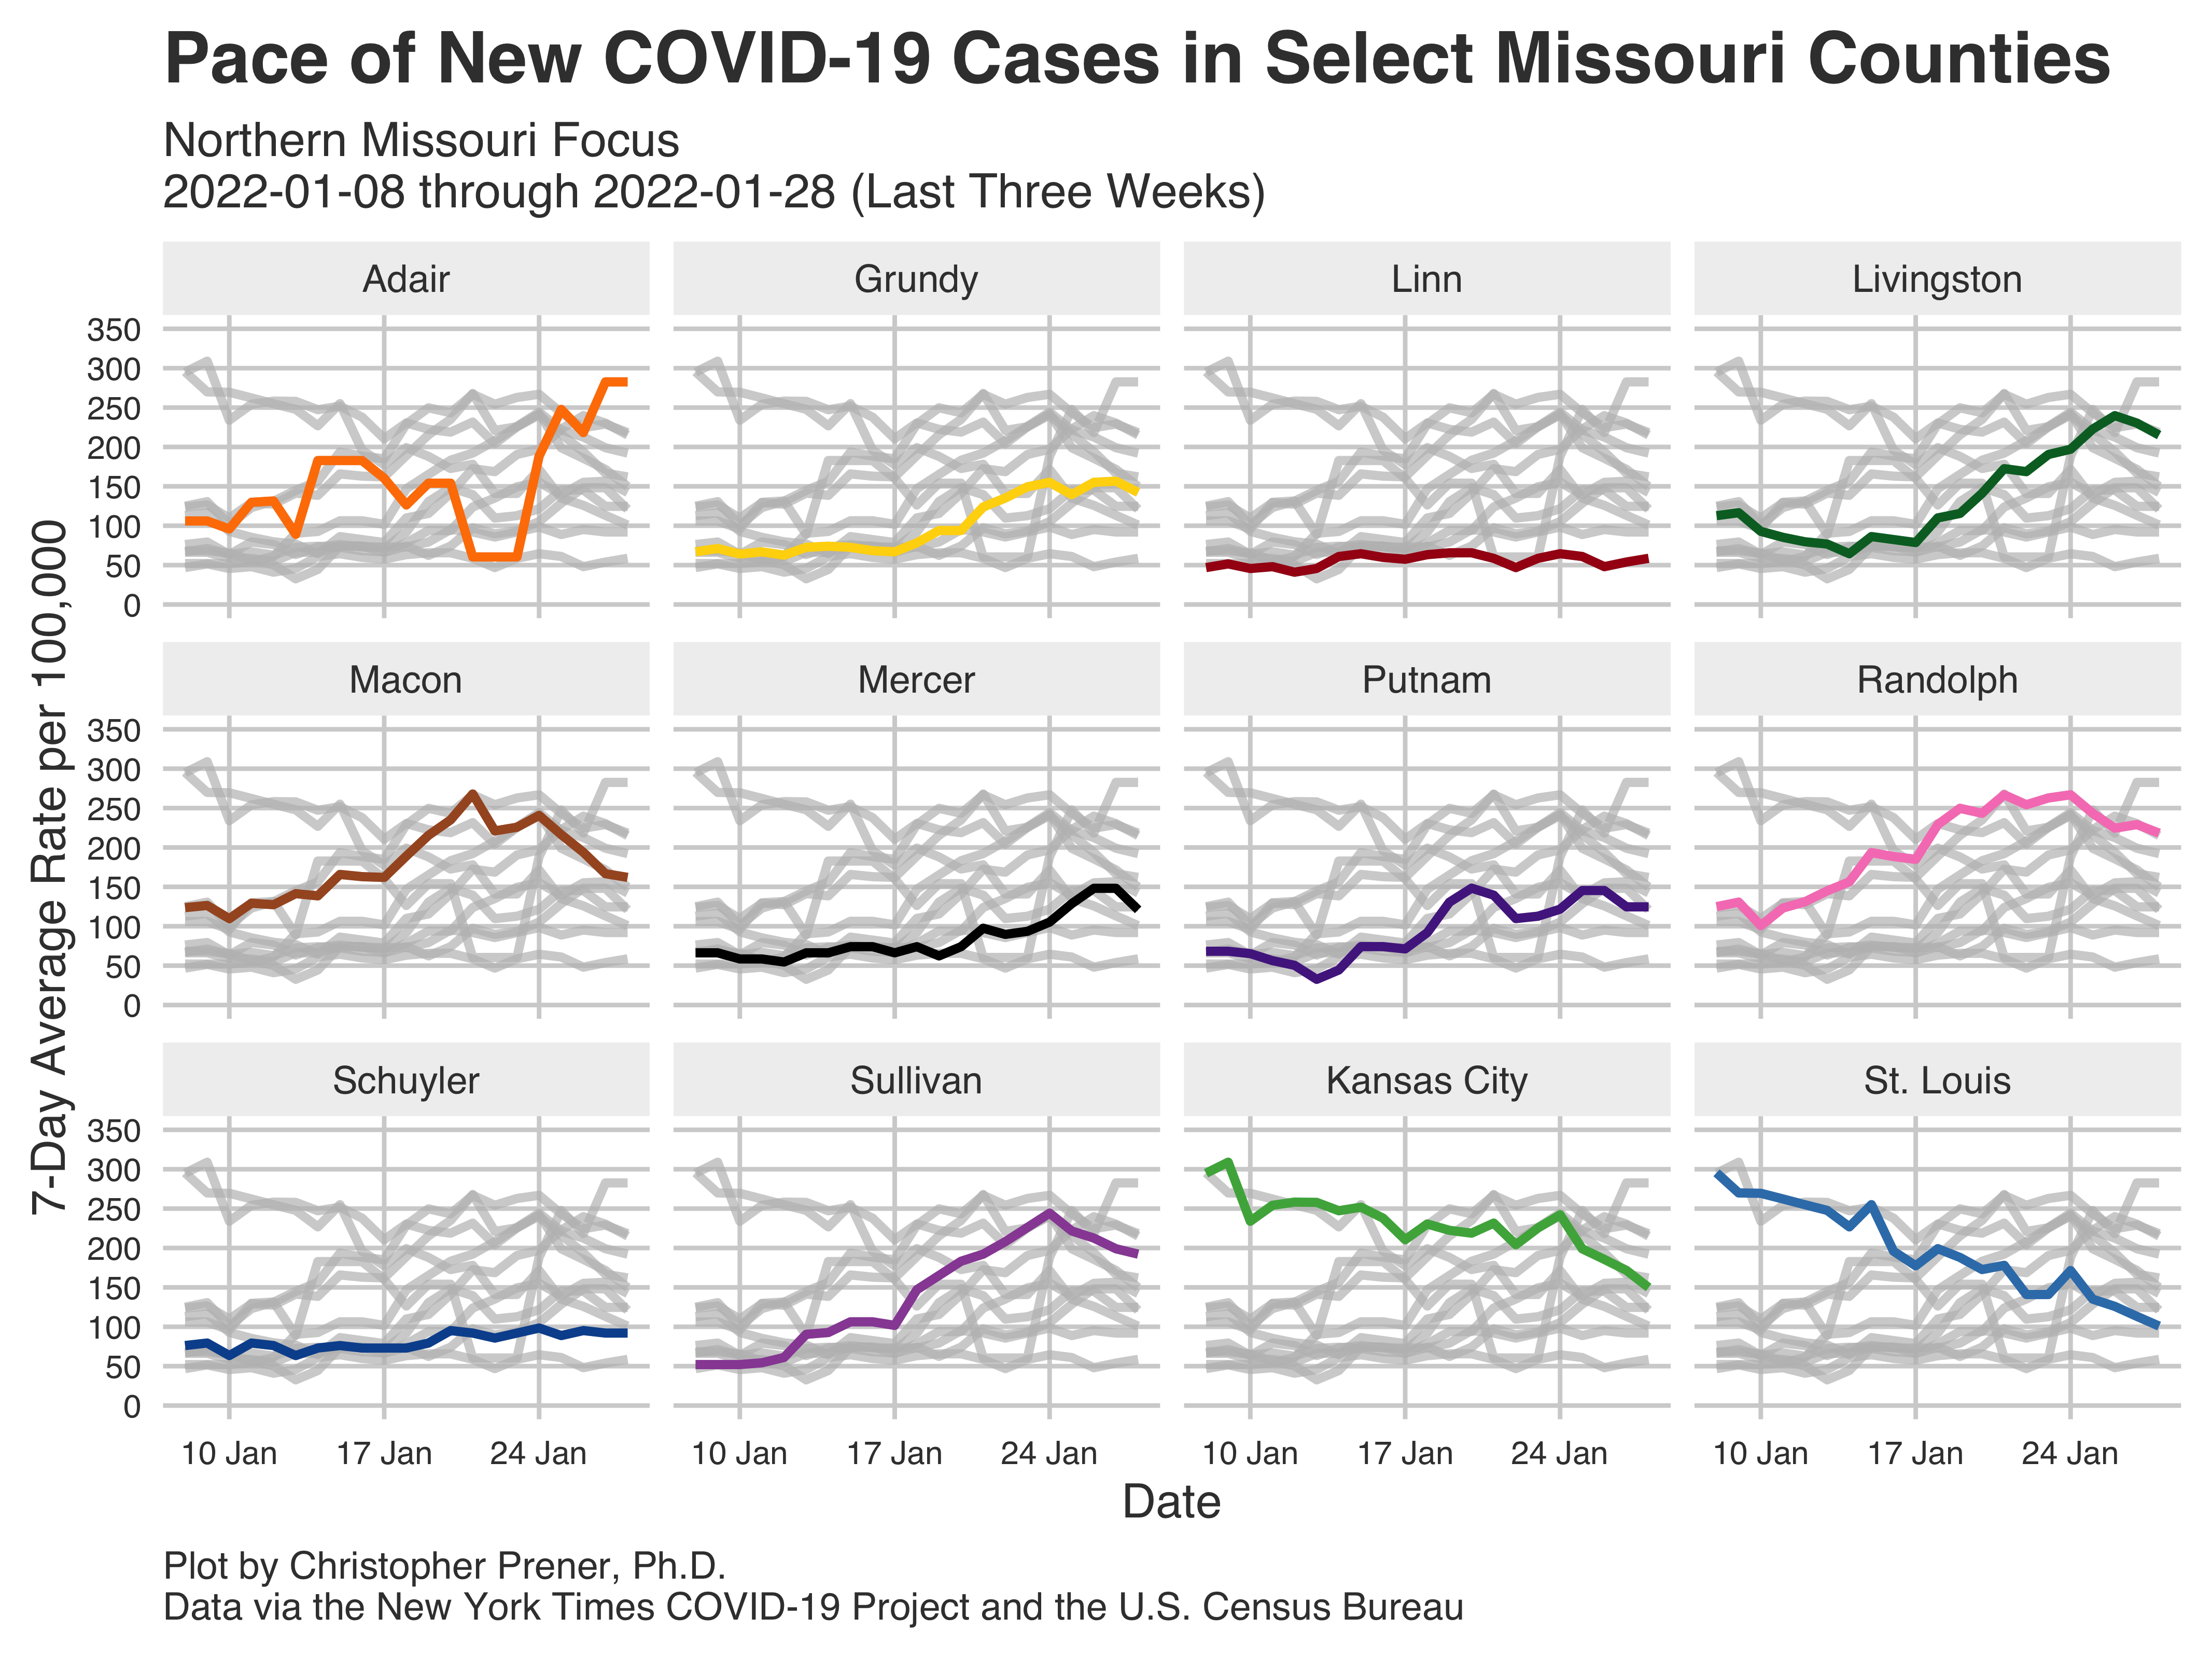 Pace of New COVID-19 Cases in Select Missouri Counties
Northern Missouri Focus
2022-01-08 through 2022-01-28 (Last Three Weeks)
7-Day Average Rate per 100,000
Adair Grundy Linn Livingston
350
300
250
200
150
100
50
0
Macon Mercer Putnam Randolph
350
300
250
200
150
100
50
0
Schuyler Sullivan Kansas City St. Louis
350
300
250
200
150
100
50
0
10 Jan 17 Jan 24 Jan 10 Jan 17 Jan 24 Jan 10 Jan 17 Jan 24 Jan 10 Jan 17 Jan 24 Jan
Date
Plot by Christopher Prener, Ph.D.
Data via the New York Times COVID-19 Project and the U.S. Census Bureau